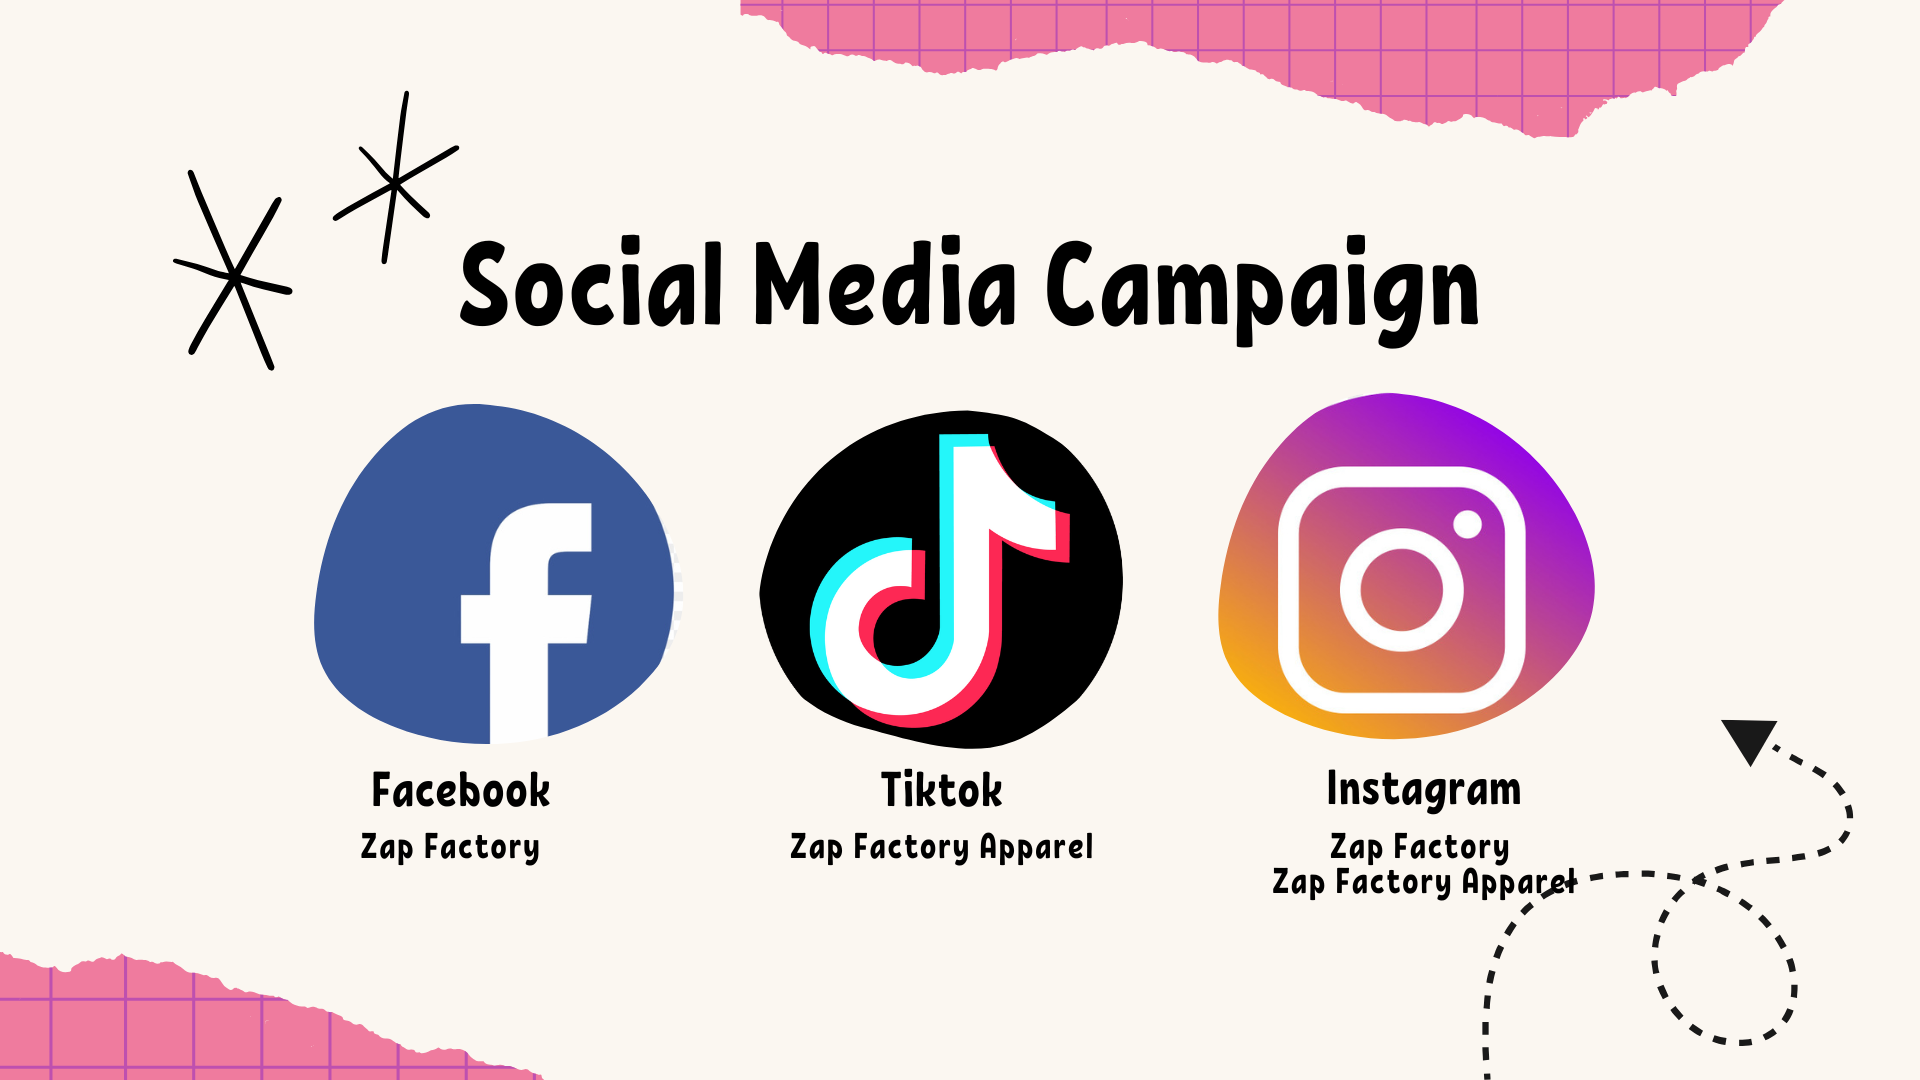 Social Media Campaign
Facebook
Zap Factory
Tiktok
Zap Factory Apparel
Instagram
Zap Factory
Zap Factory Apparel